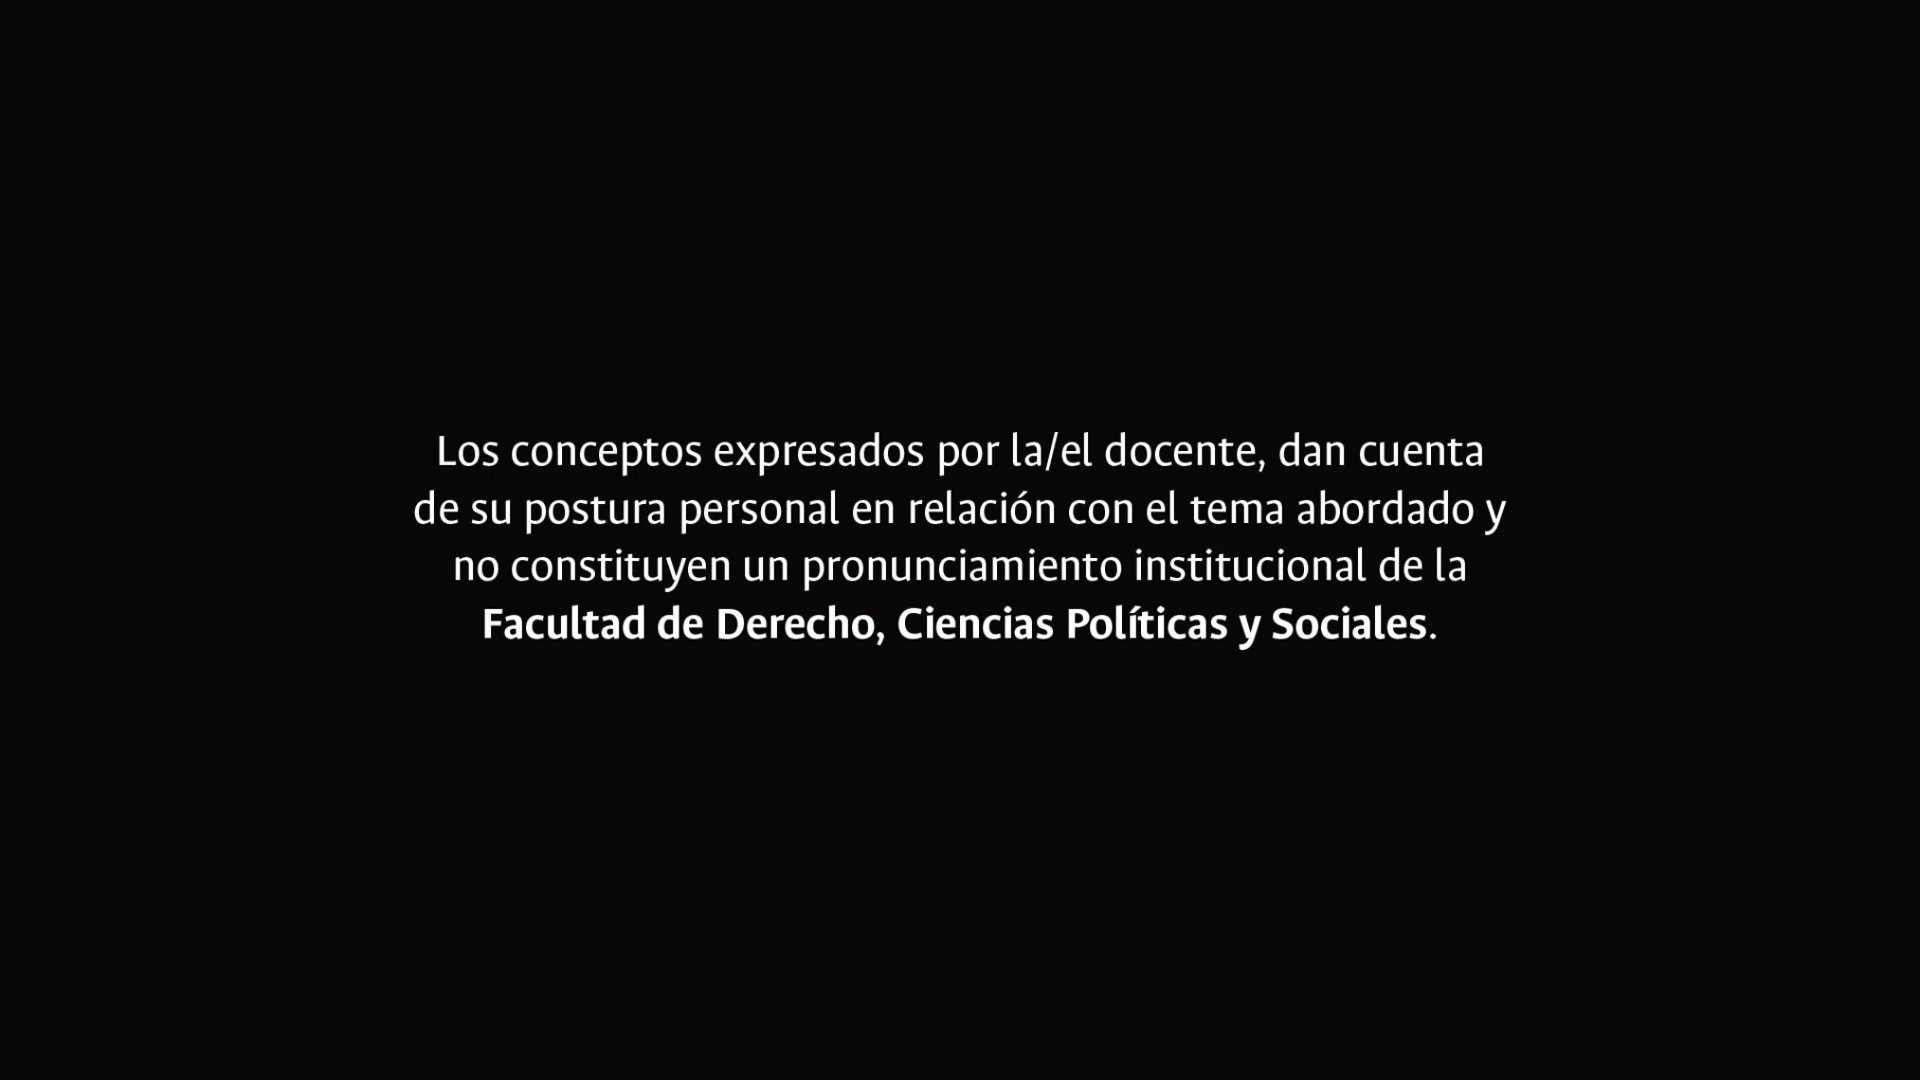 Los conceptos expresados por la/el docente, dan cuenta
de su postura personal en relación con el tema abordado y
no constituyen un pronunciamiento institucional de la
Facultad de Derecho, Ciencias Políticas y Sociales.